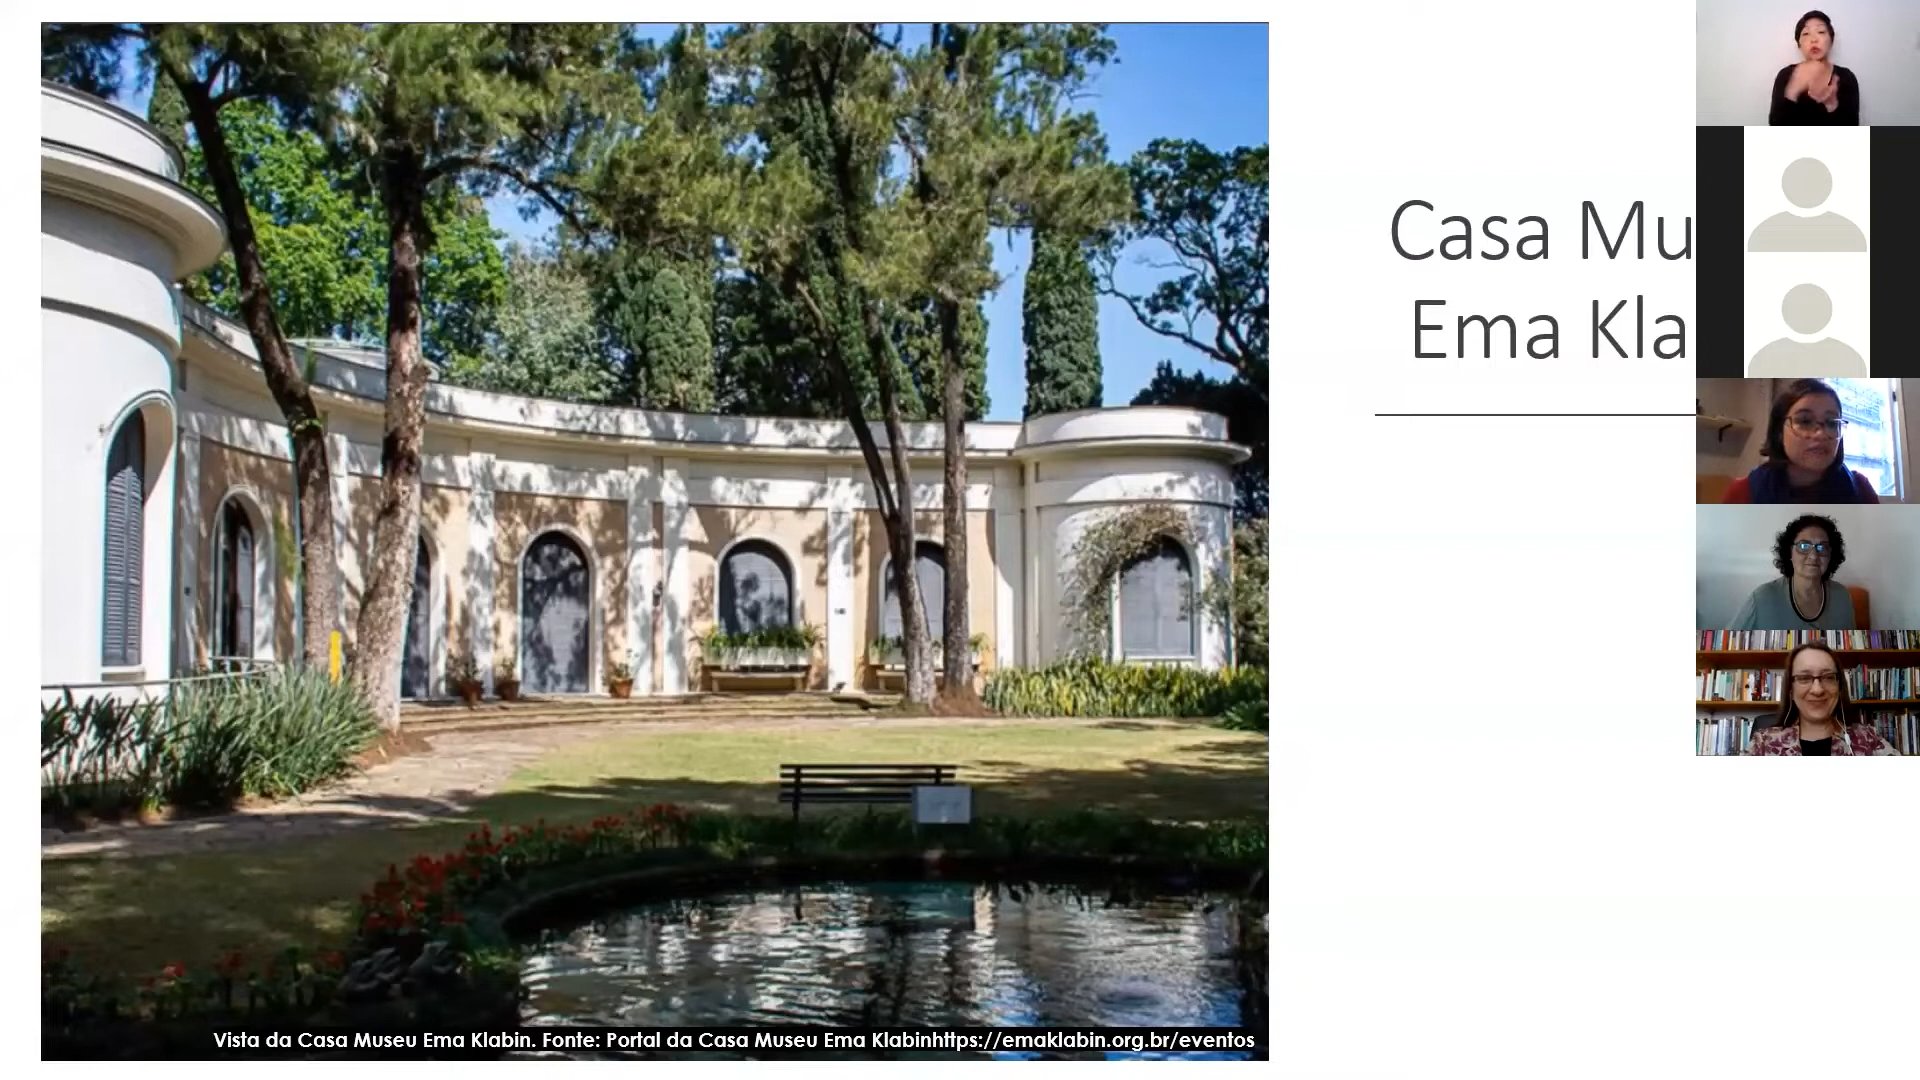 Casa Mu
Ema Kla
Vista da Casa Museu Ema Klabin. Fonte: Portal da Casa Museu Ema Klabinhttps://emaklabin.org.br/eventos